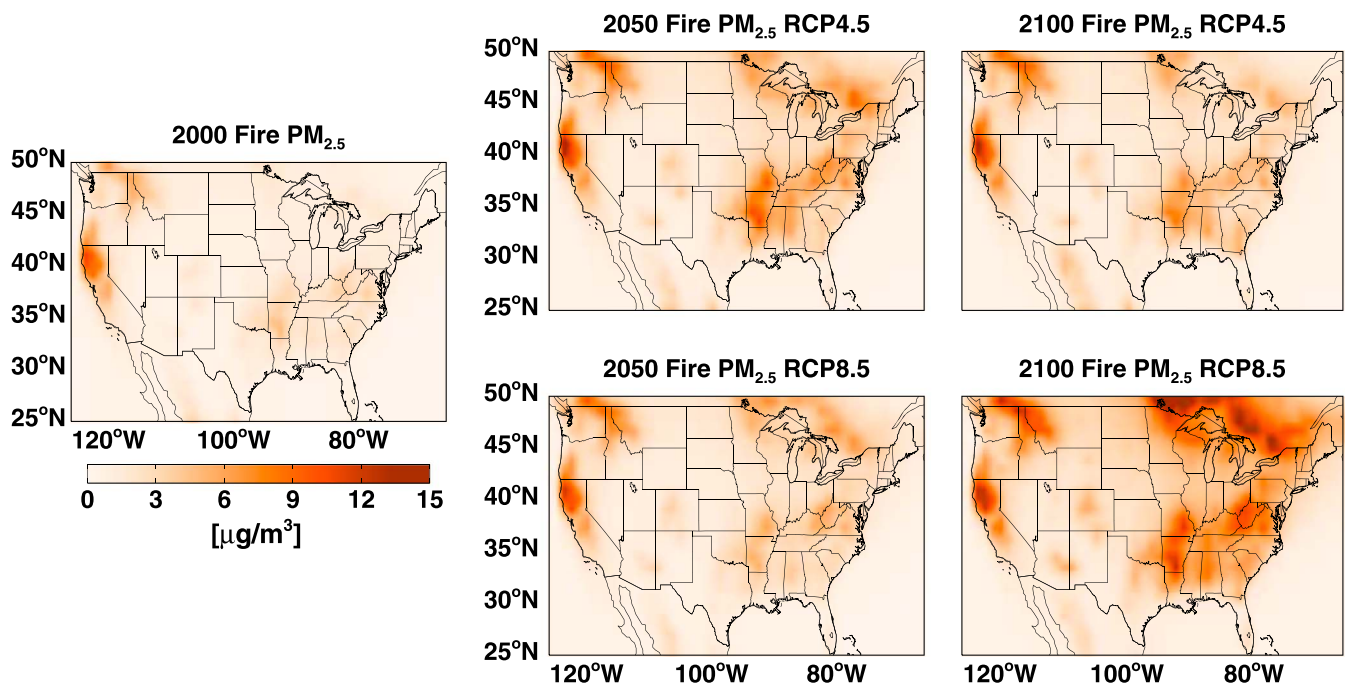 2000 Fire PM2.5
50°N
45°N
40°N
35°N
30°N
25°N
120°W 100°W 80°W
0 3 6 9 12 15
[μg/m³]
2050 Fire PM2.5 RCP4.5
50°N
45°N
40°N
35°N
30°N
25°N
2100 Fire PM2.5 RCP4.5
2050 Fire PM2.5 RCP8.5
50°N
45°N
40°N
35°N
30°N
25°N
120°W 100°W 80°W
2100 Fire PM2.5 RCP8.5
120°W 100°W 80°W